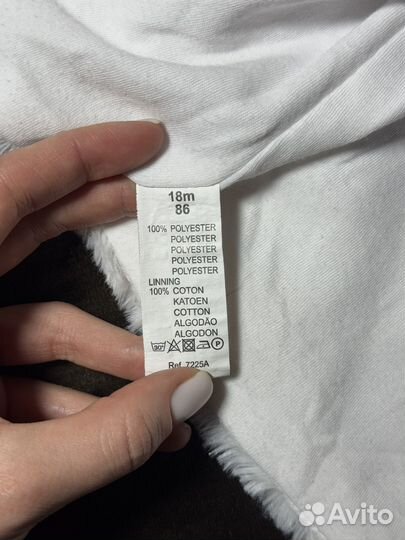 18m
86
100% POLYESTER
POLYESTER
POLYESTER
POLYESTER
POLYESTER
LINNING
100% COTON
KATOEN
COTTON
ALGODÃO
ALGODON
30° P
Ref. 7225A
Avito